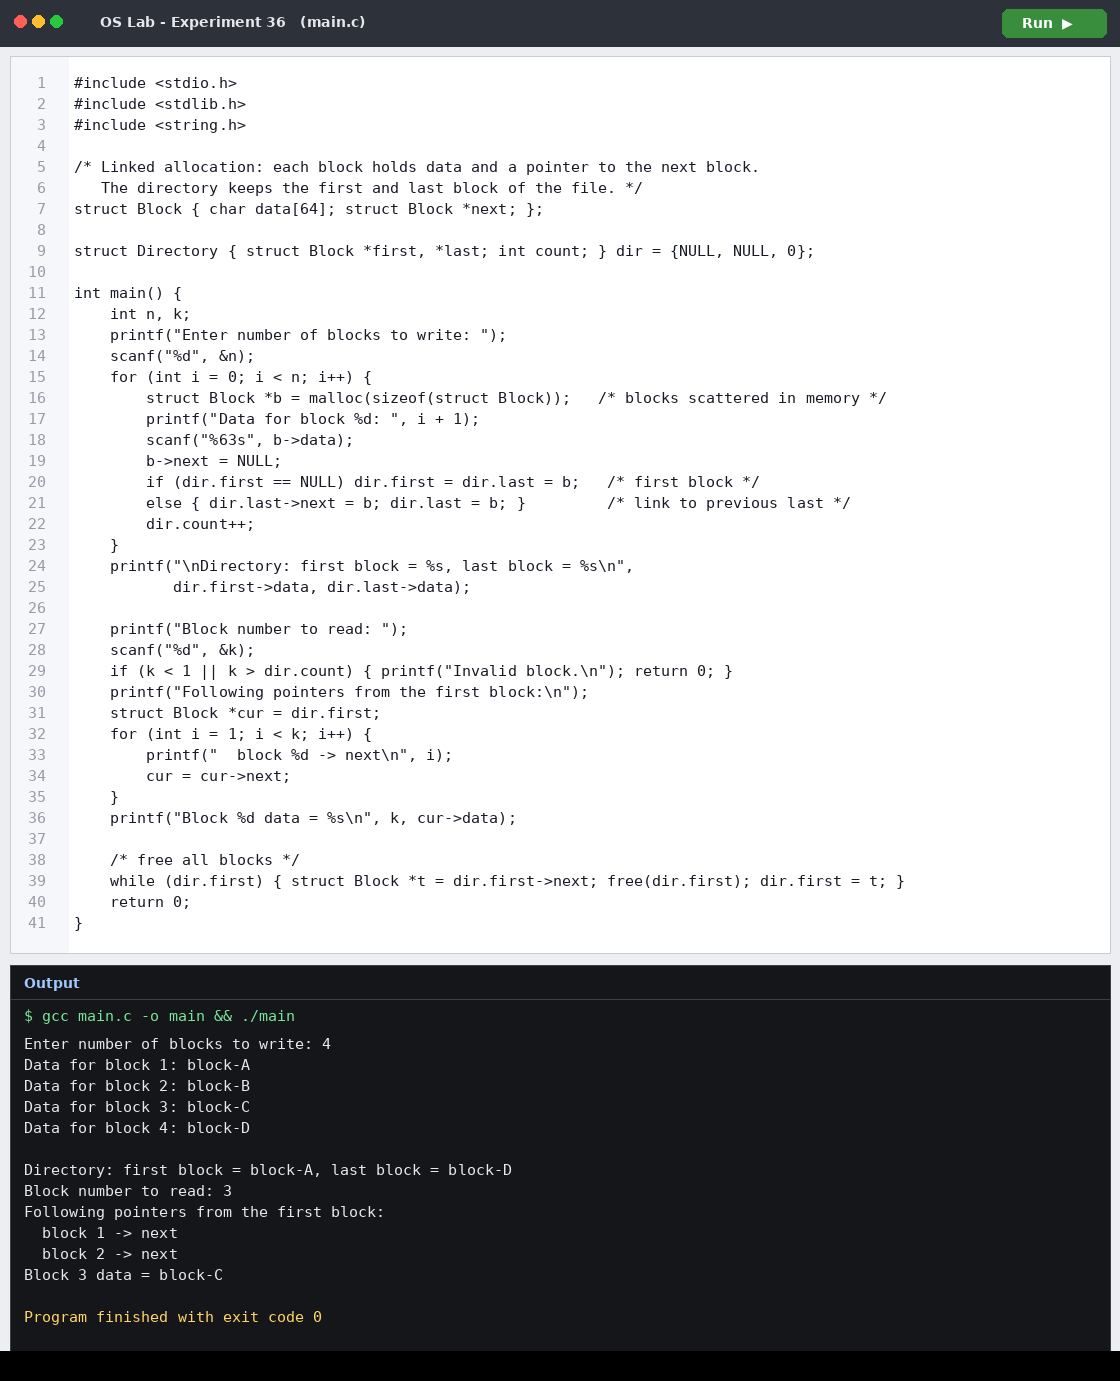 OS Lab - Experiment 36 (main.c)
Run ▶
1 #include <stdio.h>
2 #include <stdlib.h>
3 #include <string.h>
4
5 /* Linked allocation: each block holds data and a pointer to the next block.
6    The directory keeps the first and last block of the file. */
7 struct Block { char data[64]; struct Block *next; };
8
9 struct Directory { struct Block *first, *last; int count; } dir = {NULL, NULL, 0};
10
11 int main() {
12     int n, k;
13     printf("Enter number of blocks to write: ");
14     scanf("%d", &n);
15     for (int i = 0; i < n; i++) {
16         struct Block *b = malloc(sizeof(struct Block));   /* blocks scattered in memory */
17         printf("Data for block %d: ", i + 1);
18         scanf("%63s", b->data);
19         b->next = NULL;
20         if (dir.first == NULL) dir.first = dir.last = b;   /* first block */
21         else { dir.last->next = b; dir.last = b; }         /* link to previous last */
22         dir.count++;
23     }
24     printf("\nDirectory: first block = %s, last block = %s\n",
25            dir.first->data, dir.last->data);
26
27     printf("Block number to read: ");
28     scanf("%d", &k);
29     if (k < 1 || k > dir.count) { printf("Invalid block.\n"); return 0; }
30     printf("Following pointers from the first block:\n");
31     struct Block *cur = dir.first;
32     for (int i = 1; i < k; i++) {
33         printf("  block %d -> next\n", i);
34         cur = cur->next;
35     }
36     printf("Block %d data = %s\n", k, cur->data);
37
38     /* free all blocks */
39     while (dir.first) { struct Block *t = dir.first->next; free(dir.first); dir.first = t; }
40     return 0;
41 }
Output
$ gcc main.c -o main && ./main
Enter number of blocks to write: 4
Data for block 1: block-A
Data for block 2: block-B
Data for block 3: block-C
Data for block 4: block-D

Directory: first block = block-A, last block = block-D
Block number to read: 3
Following pointers from the first block:
  block 1 -> next
  block 2 -> next
Block 3 data = block-C

Program finished with exit code 0